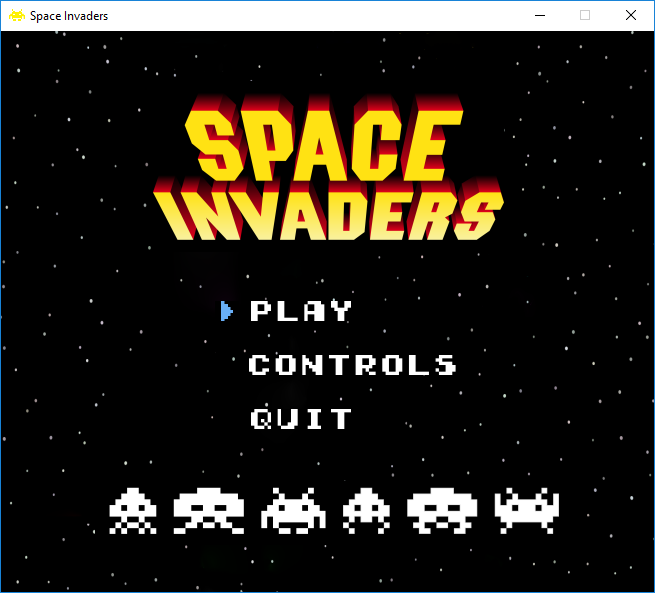 Space Invaders
SPACE
INVADERS
PLAY
CONTROLS
QUIT